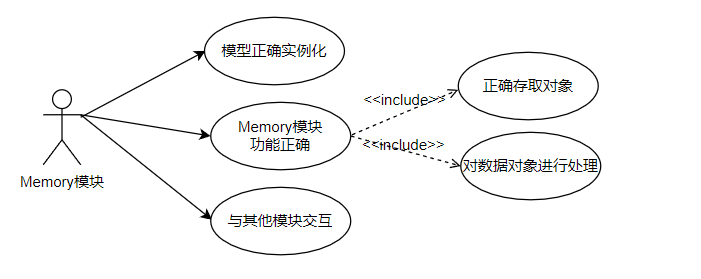 模型正确实例化
正确存取对象
<<include>>
Memory模块
功能正确
<<include>>
对数据对象进行处理
Memory模块
与其他模块交互